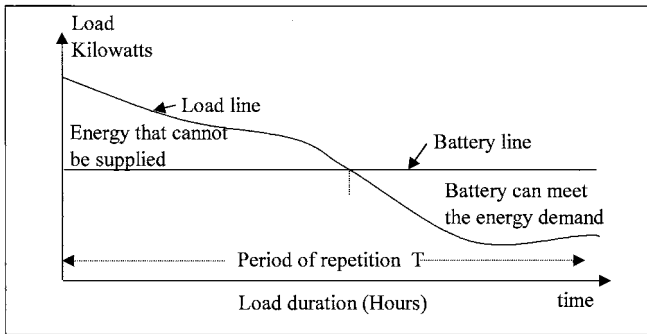 Load
Kilowatts
Load line
Energy that cannot
be supplied
Battery line
Battery can meet
the energy demand
Period of repetition T
Load duration (Hours)
time